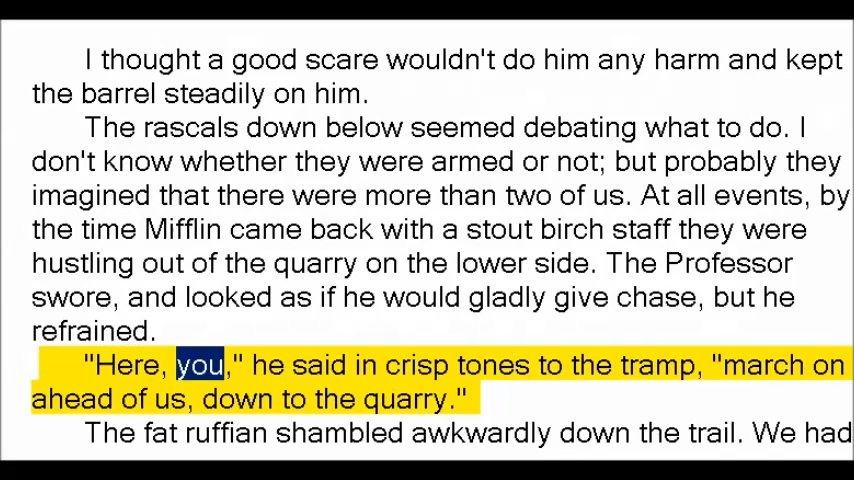 I thought a good scare wouldn't do him any harm and kept
the barrel steadily on him.
The rascals down below seemed debating what to do. I
don't know whether they were armed or not; but probably they
imagined that there were more than two of us. At all events, by
the time Mifflin came back with a stout birch staff they were
hustling out of the quarry on the lower side. The Professor
swore, and looked as if he would gladly give chase, but he
refrained.
"Here, you," he said in crisp tones to the tramp, "march on
ahead of us, down to the quarry."
The fat ruffian shambled awkwardly down the trail. We had